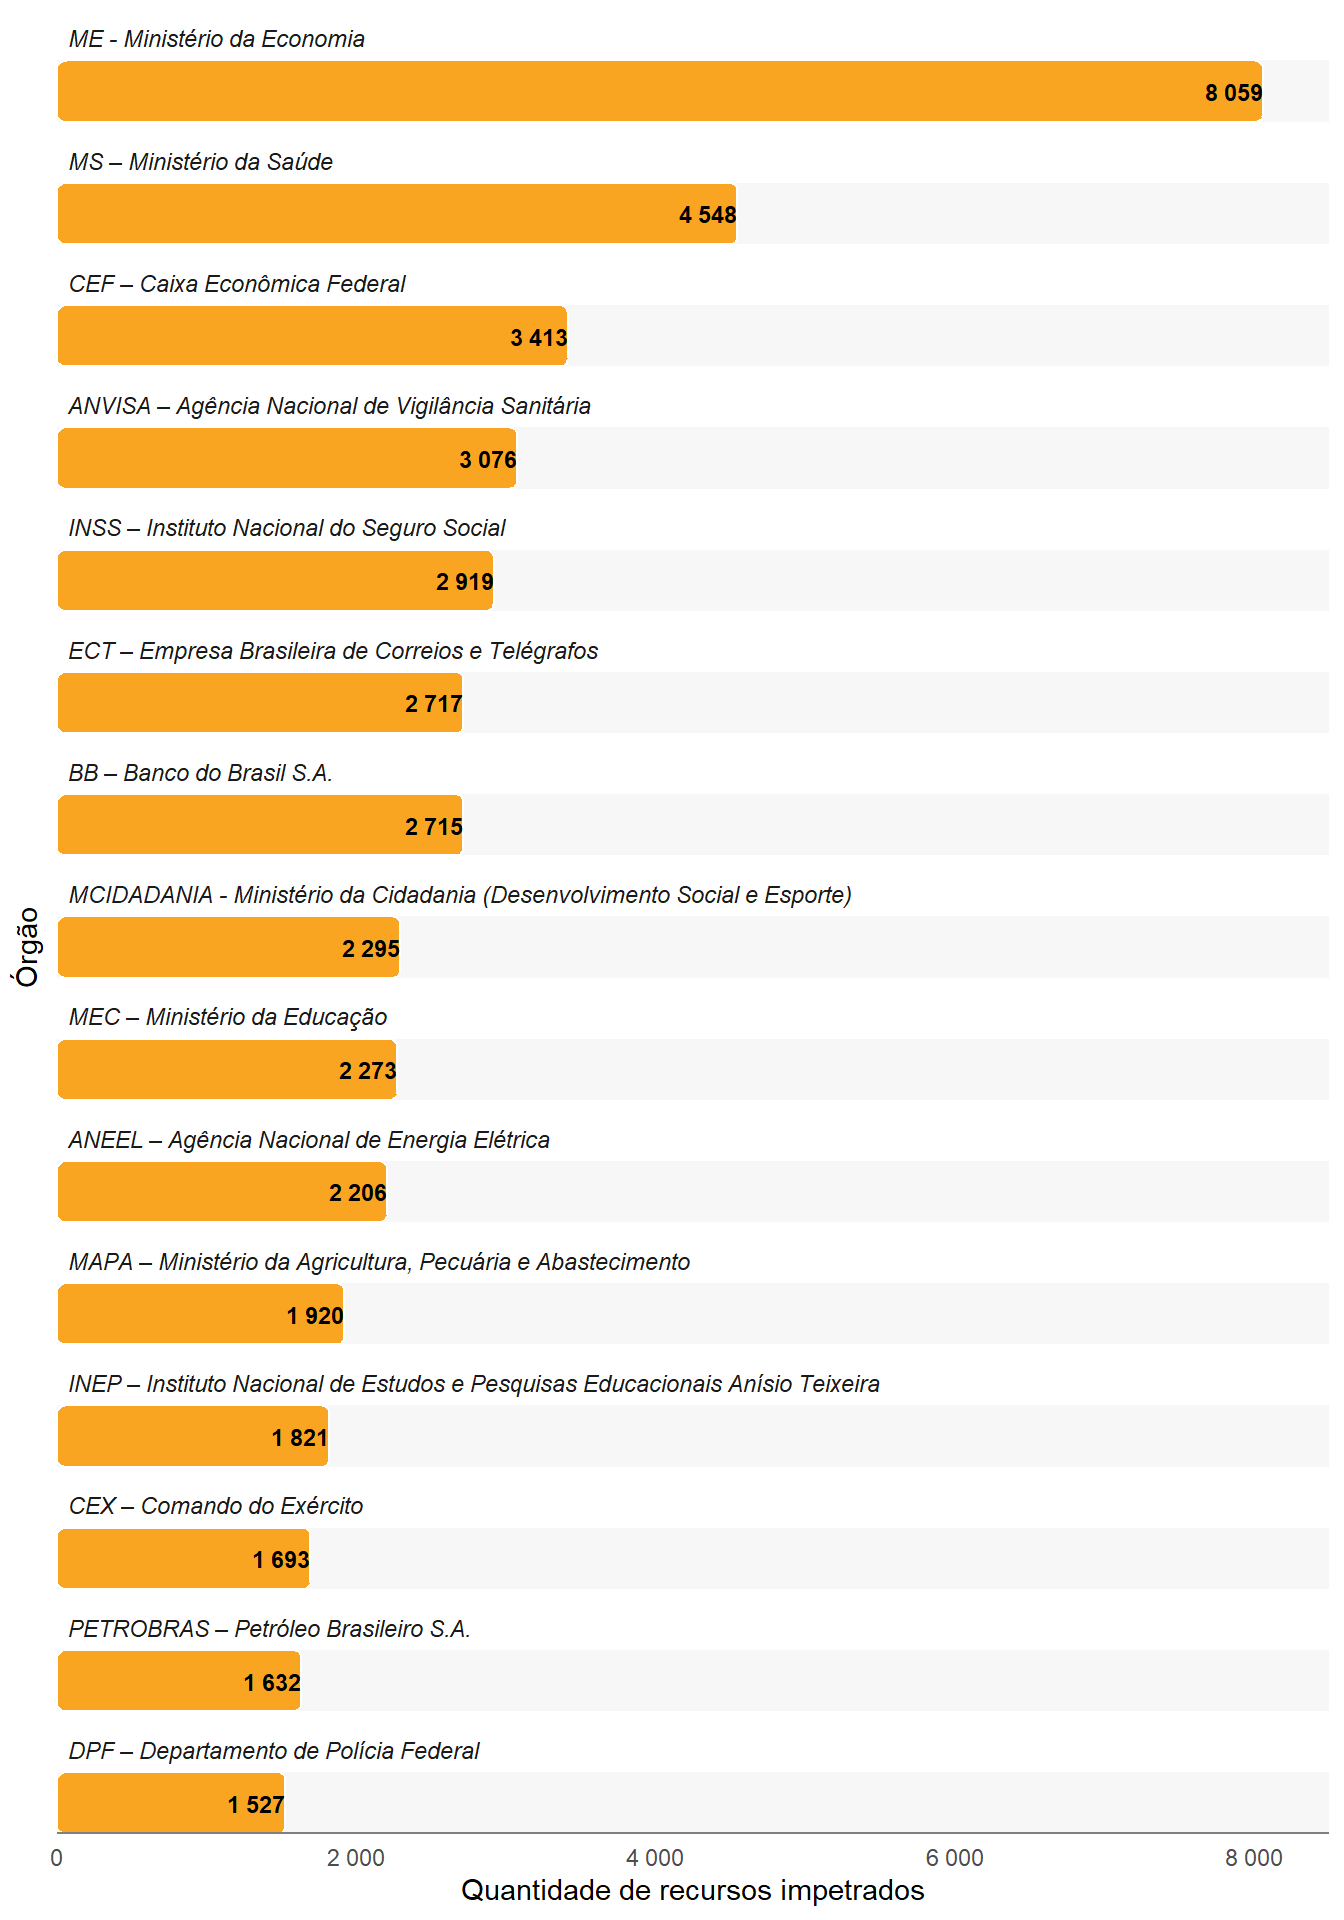 ME - Ministério da Economia
8 059
MS – Ministério da Saúde
4 548
CEF – Caixa Econômica Federal
3 413
ANVISA – Agência Nacional de Vigilância Sanitária
3 076
INSS – Instituto Nacional do Seguro Social
2 919
ECT – Empresa Brasileira de Correios e Telégrafos
2 717
BB – Banco do Brasil S.A.
2 715
MCIDADANIA - Ministério da Cidadania (Desenvolvimento Social e Esporte)
2 295
MEC – Ministério da Educação
2 273
ANEEL – Agência Nacional de Energia Elétrica
2 206
MAPA – Ministério da Agricultura, Pecuária e Abastecimento
1 920
INEP – Instituto Nacional de Estudos e Pesquisas Educacionais Anísio Teixeira
1 821
CEX – Comando do Exército
1 693
PETROBRAS – Petróleo Brasileiro S.A.
1 632
DPF – Departamento de Polícia Federal
1 527
Órgão
0 2 000 4 000 6 000 8 000
Quantidade de recursos impetrados